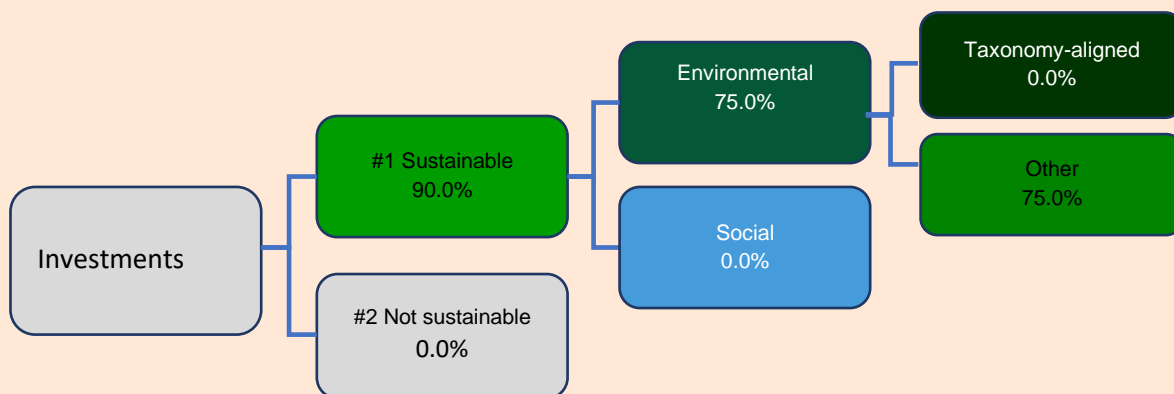 Investments
#1 Sustainable
90.0%
#2 Not sustainable
0.0%
Environmental
75.0%
Social
0.0%
Taxonomy-aligned
0.0%
Other
75.0%